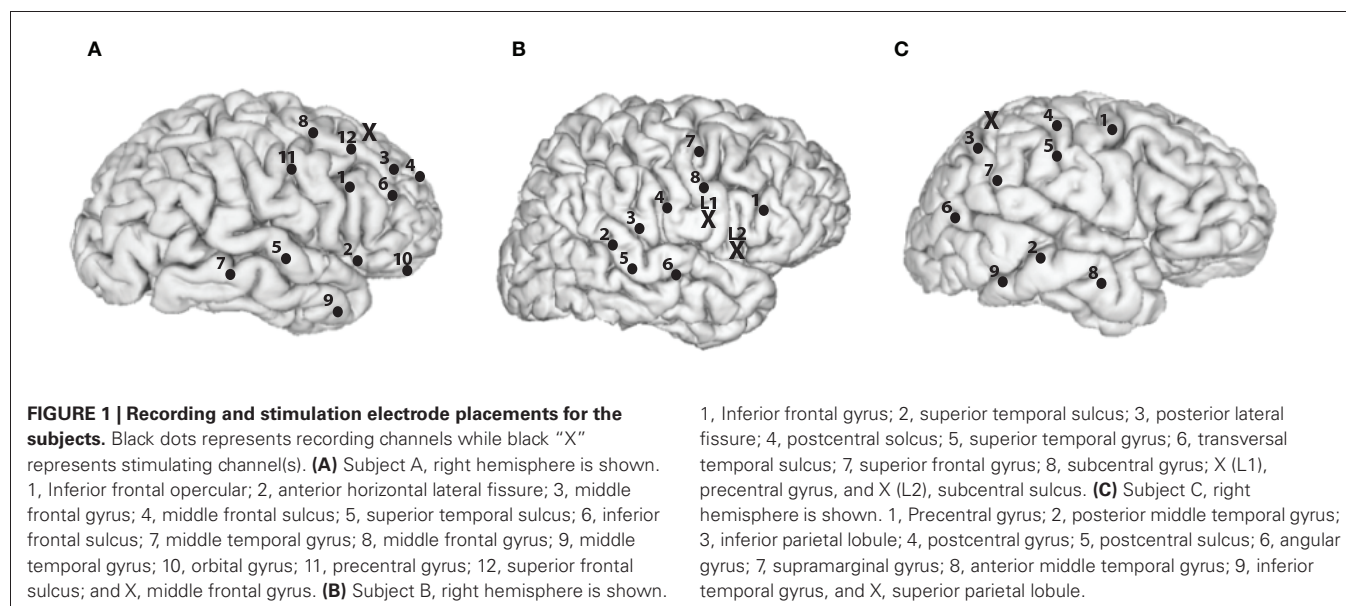 A
B
C
8
X
12
11
3
4
1
6
5
2
7
10
9
7
8
L1
4
1
X
3
L2
2
X
5
6
X
4
1
3
5
7
6
2
9
8
FIGURE 1 | Recording and stimulation electrode placements for the
subjects. Black dots represents recording channels while black “X”
represents stimulating channel(s). (A) Subject A, right hemisphere is shown.
1, Inferior frontal opercular; 2, anterior horizontal lateral fissure; 3, middle
frontal gyrus; 4, middle frontal sulcus; 5, superior temporal sulcus; 6, inferior
frontal sulcus; 7, middle temporal gyrus; 8, middle frontal gyrus; 9, middle
temporal gyrus; 10, orbital gyrus; 11, precentral gyrus; 12, superior frontal
sulcus; and X, middle frontal gyrus. (B) Subject B, right hemisphere is shown.
1, Inferior frontal gyrus; 2, superior temporal sulcus; 3, posterior lateral
fissure; 4, postcentral solcus; 5, superior temporal gyrus; 6, transversal
temporal sulcus; 7, superior frontal gyrus; 8, subcentral gyrus; X (L1),
precentral gyrus, and X (L2), subcentral sulcus. (C) Subject C, right
hemisphere is shown. 1, Precentral gyrus; 2, posterior middle temporal gyrus;
3, inferior parietal lobule; 4, postcentral gyrus; 5, postcentral sulcus; 6, angular
gyrus; 7, supramarginal gyrus; 8, anterior middle temporal gyrus; 9, inferior
temporal gyrus, and X, superior parietal lobule.